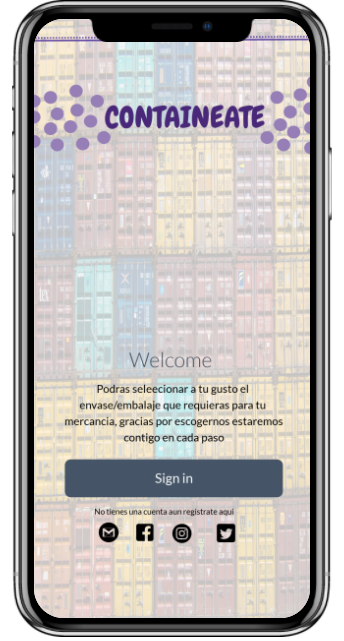 CONTAINEATE
Welcome
Podras seleecionar a tu gusto el
envase/embalaje que requieras para tu
mercancia, gracias por escogernos estaremos
contigo en cada paso
Sign in
No tienes una cuenta aun registrate aqui